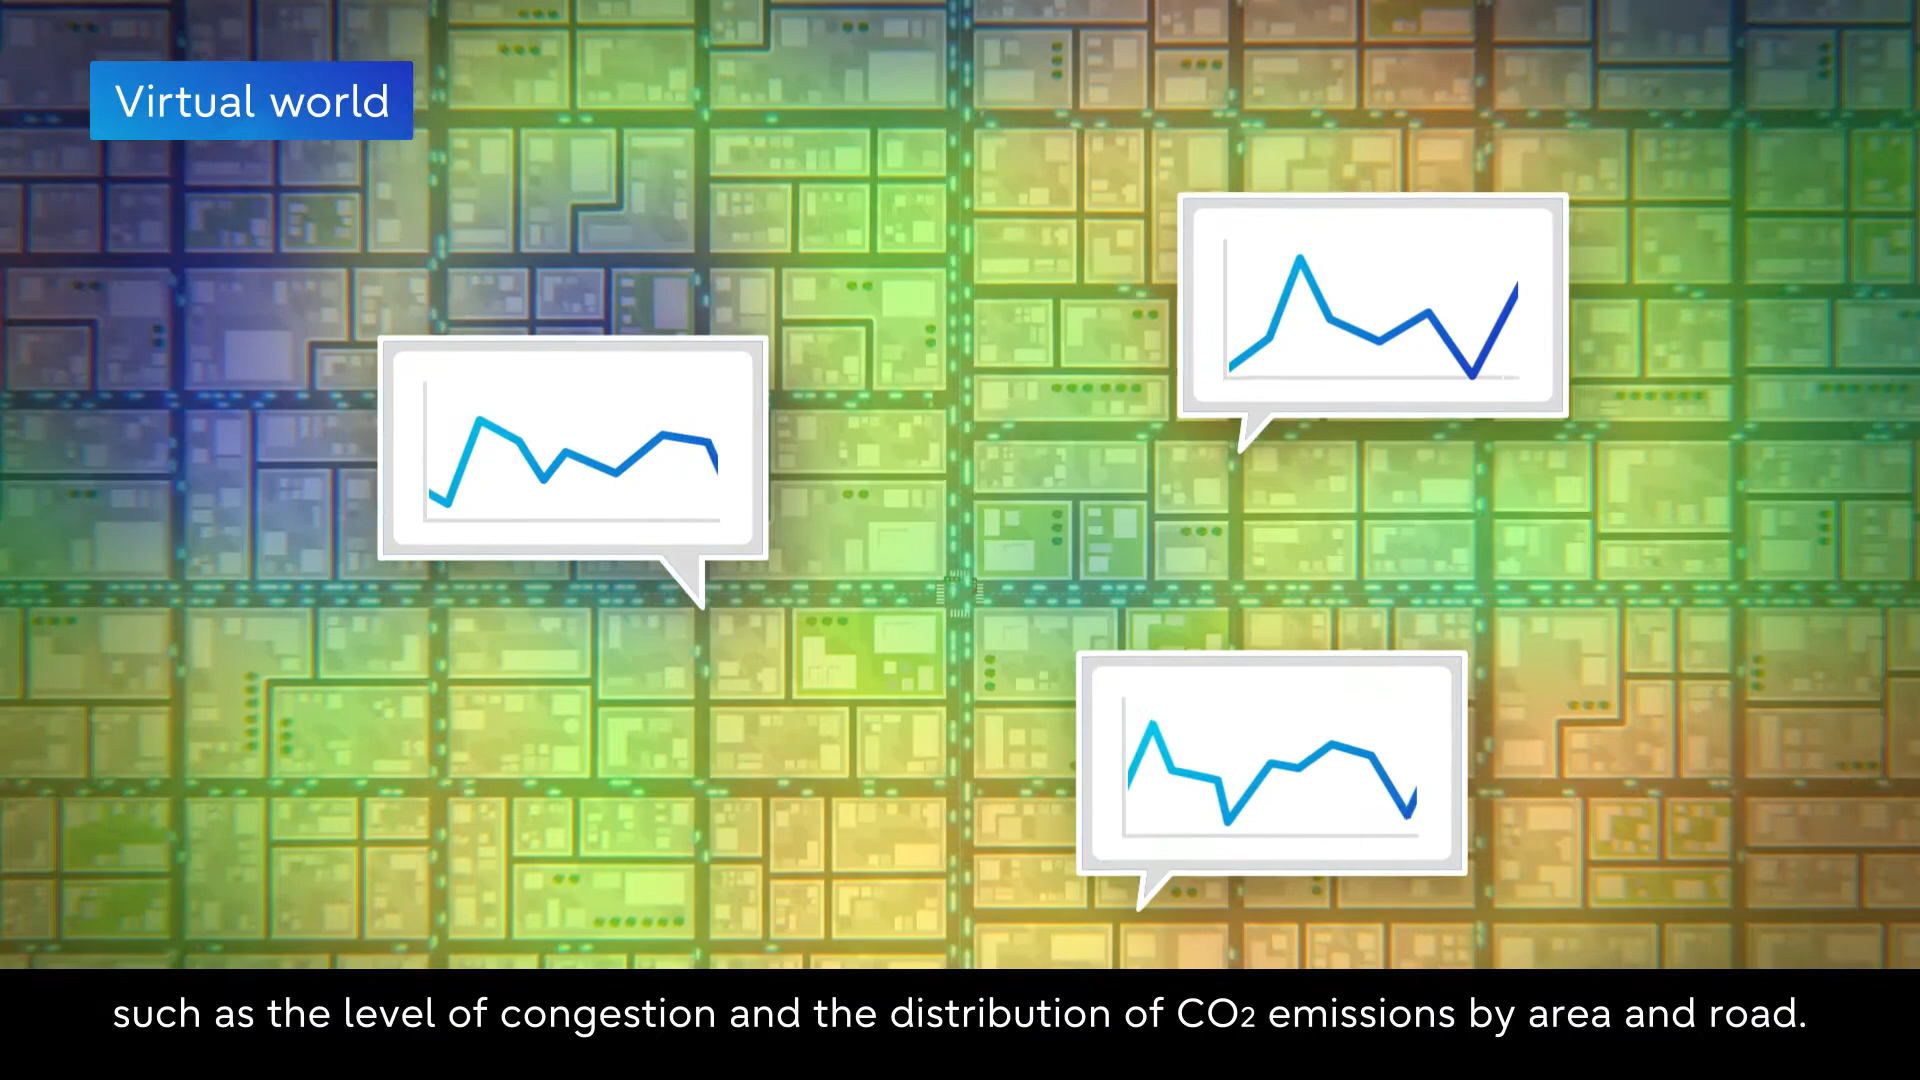 Virtual world
such as the level of congestion and the distribution of CO₂ emissions by area and road.